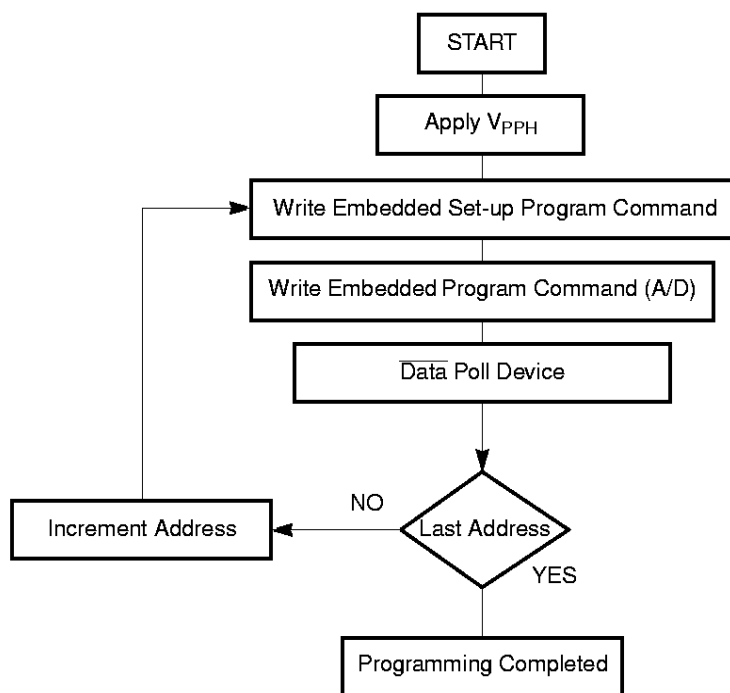 START
Apply VPPH
Write Embedded Set-up Program Command
Write Embedded Program Command (A/D)
Data Poll Device
NO
Increment Address
Last Address
YES
Programming Completed